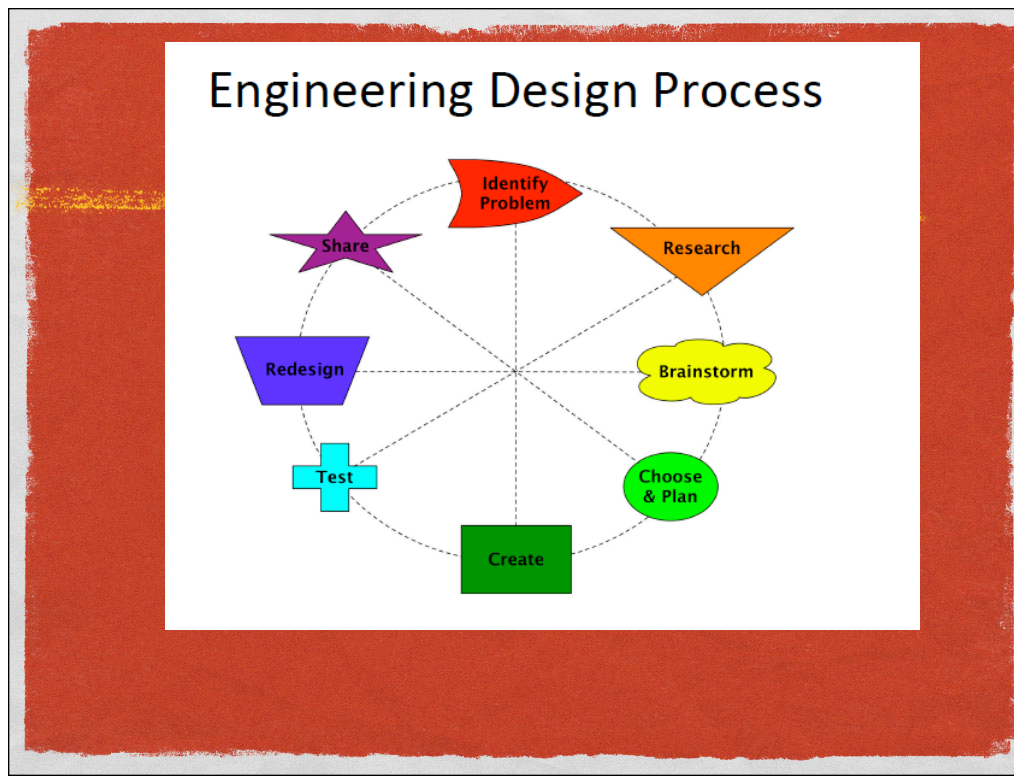 Engineering Design Process
Identify
Problem
Research
Brainstorm
Choose
& Plan
Create
Test
Redesign
Share